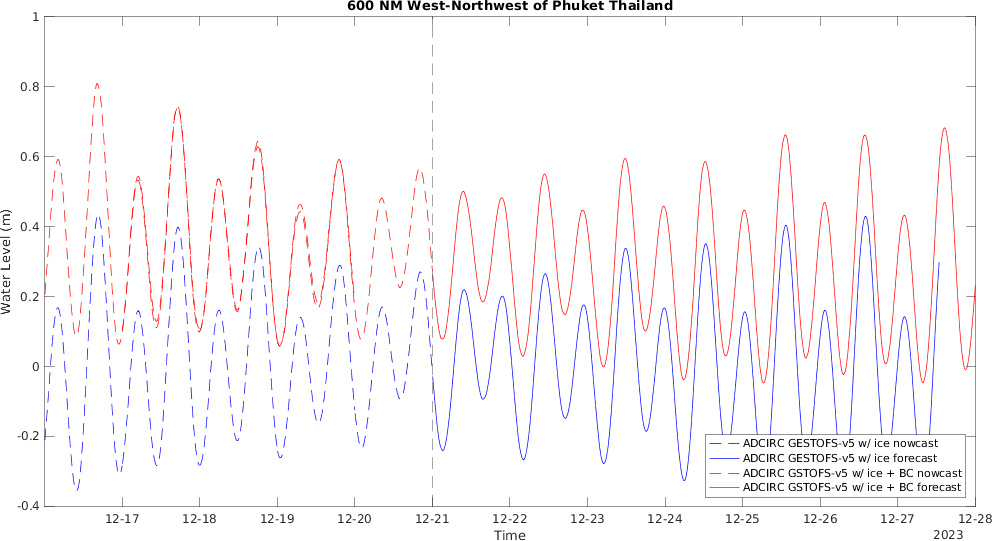 600 NM West-Northwest of Phuket Thailand
1
0.8
0.6
0.4
0.2
0
-0.2
-0.4
Water Level (m)
ADCIRC GESTOFS-v5 w/ ice nowcast
ADCIRC GESTOFS-v5 w/ ice forecast
ADCIRC GSTOFS-v5 w/ ice + BC nowcast
ADCIRC GSTOFS-v5 w/ ice + BC forecast
12-17 12-18 12-19 12-20 12-21 12-22 12-23 12-24 12-25 12-26 12-27 12-28
Time
2023